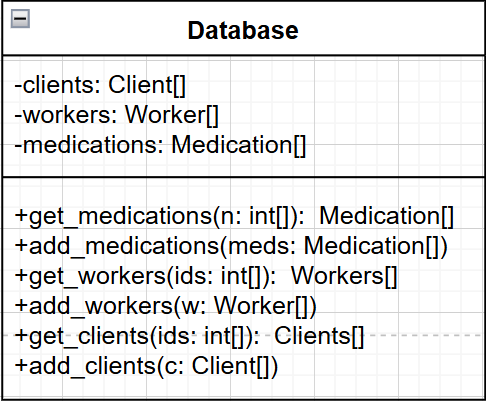 Database
-clients: Client[]
-workers: Worker[]
-medications: Medication[]
+get_medications(n: int[]):  Medication[]
+add_medications(meds: Medication[])
+get_workers(ids: int[]):  Workers[]
+add_workers(w: Worker[])
+get_clients(ids: int[]):  Clients[]
+add_clients(c: Client[])